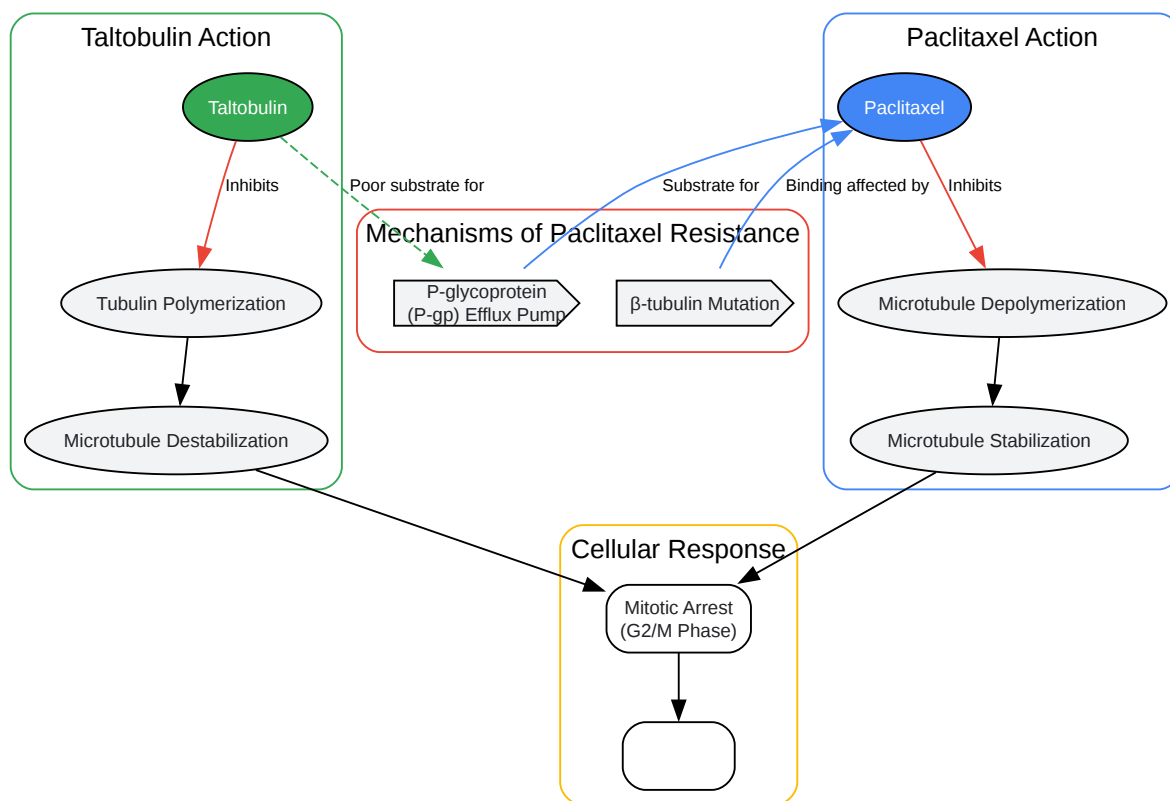 Taltobulin Action
Paclitaxel Action
Taltobulin
Paclitaxel
Inhibits
Poor substrate for
Substrate for
Binding affected by
Inhibits
Mechanisms of Paclitaxel Resistance
Tubulin Polymerization
P-glycoprotein
(P-gp) Efflux Pump
β-tubulin Mutation
Microtubule Depolymerization
Microtubule Destabilization
Microtubule Stabilization
Cellular Response
Mitotic Arrest
(G2/M Phase)